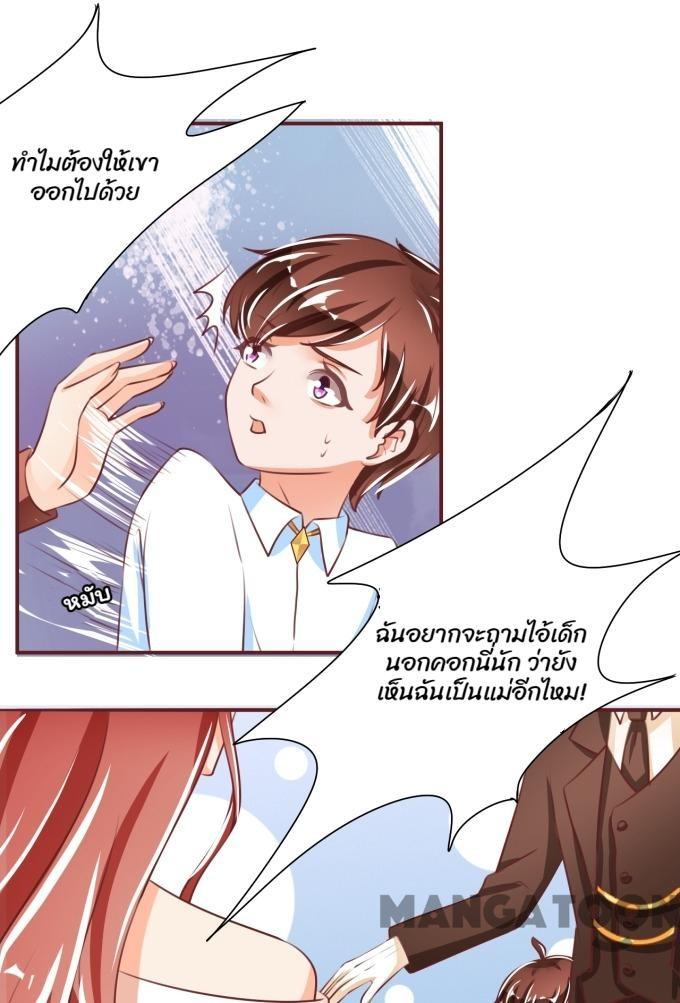 ทำไมต้องให้เขา
ออกไปด้วย
หมับ
ฉันอยากจะถามไอ้เด็ก
นอกคอกนี่นัก ว่ายัง
เห็นฉันเป็นแม่อีกไหม!
MANGATOON